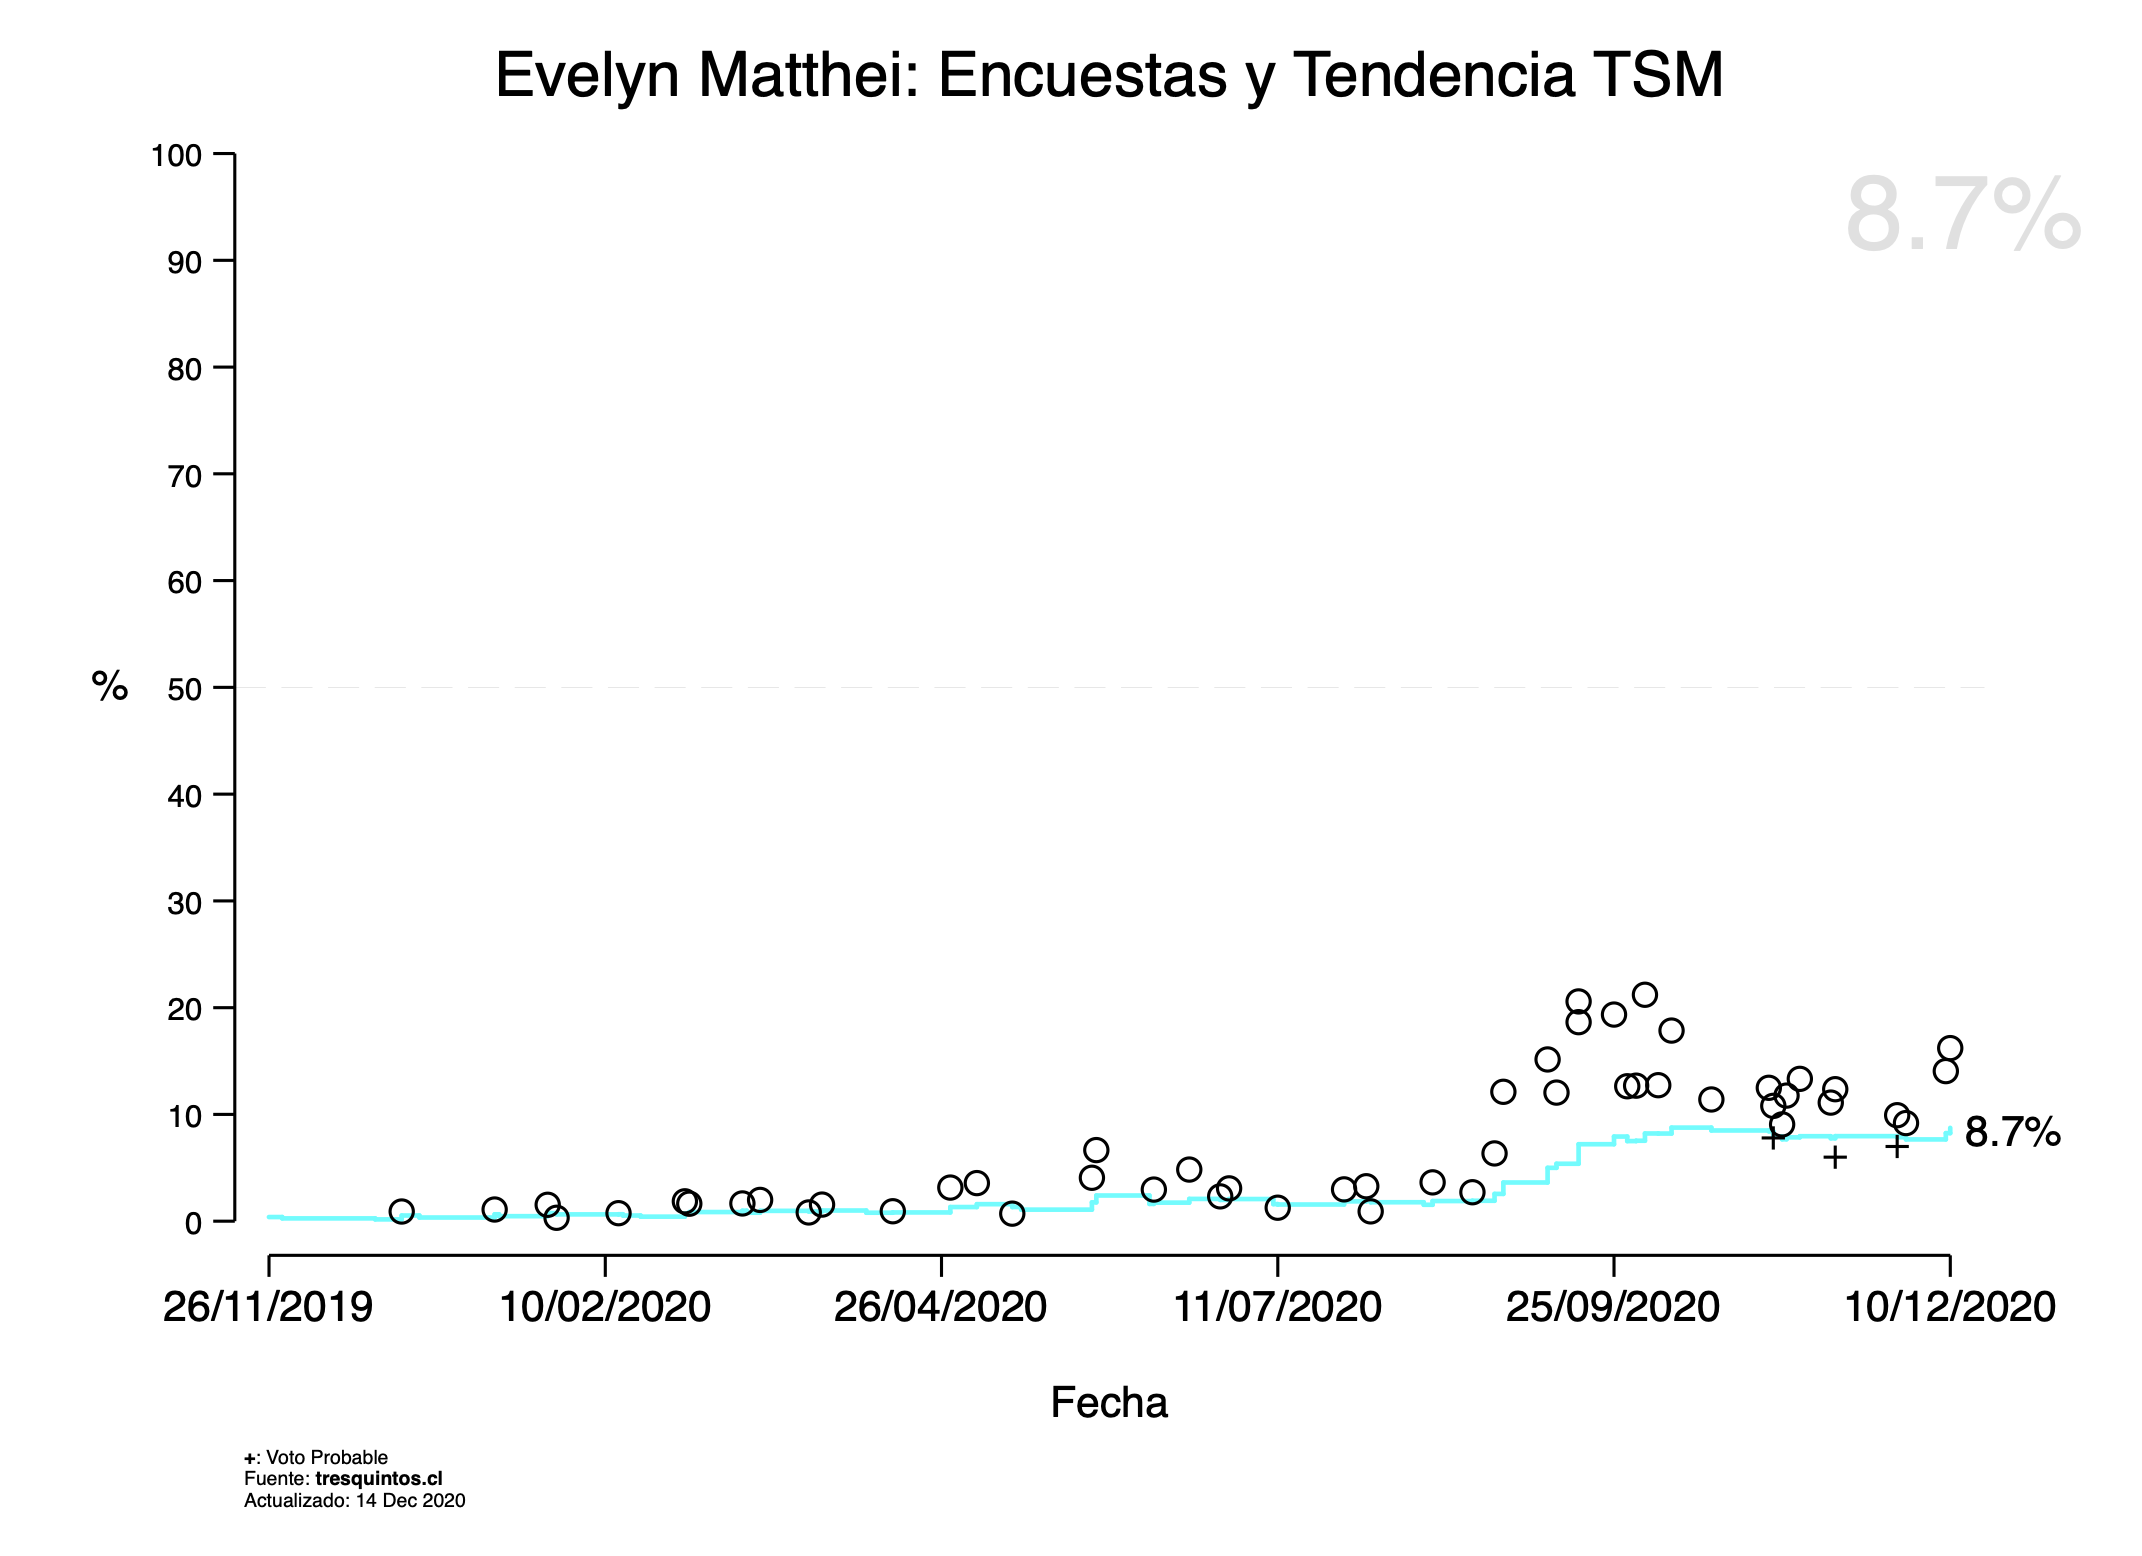 Evelyn Matthei: Encuestas y Tendencia TSM
8.7%
100
90
80
70
60
50
40
30
20
10
0
%
8.7%
26/11/2019 10/02/2020 26/04/2020 11/07/2020 25/09/2020 10/12/2020
Fecha
+: Voto Probable
Fuente: tresquintos.cl
Actualizado: 14 Dec 2020